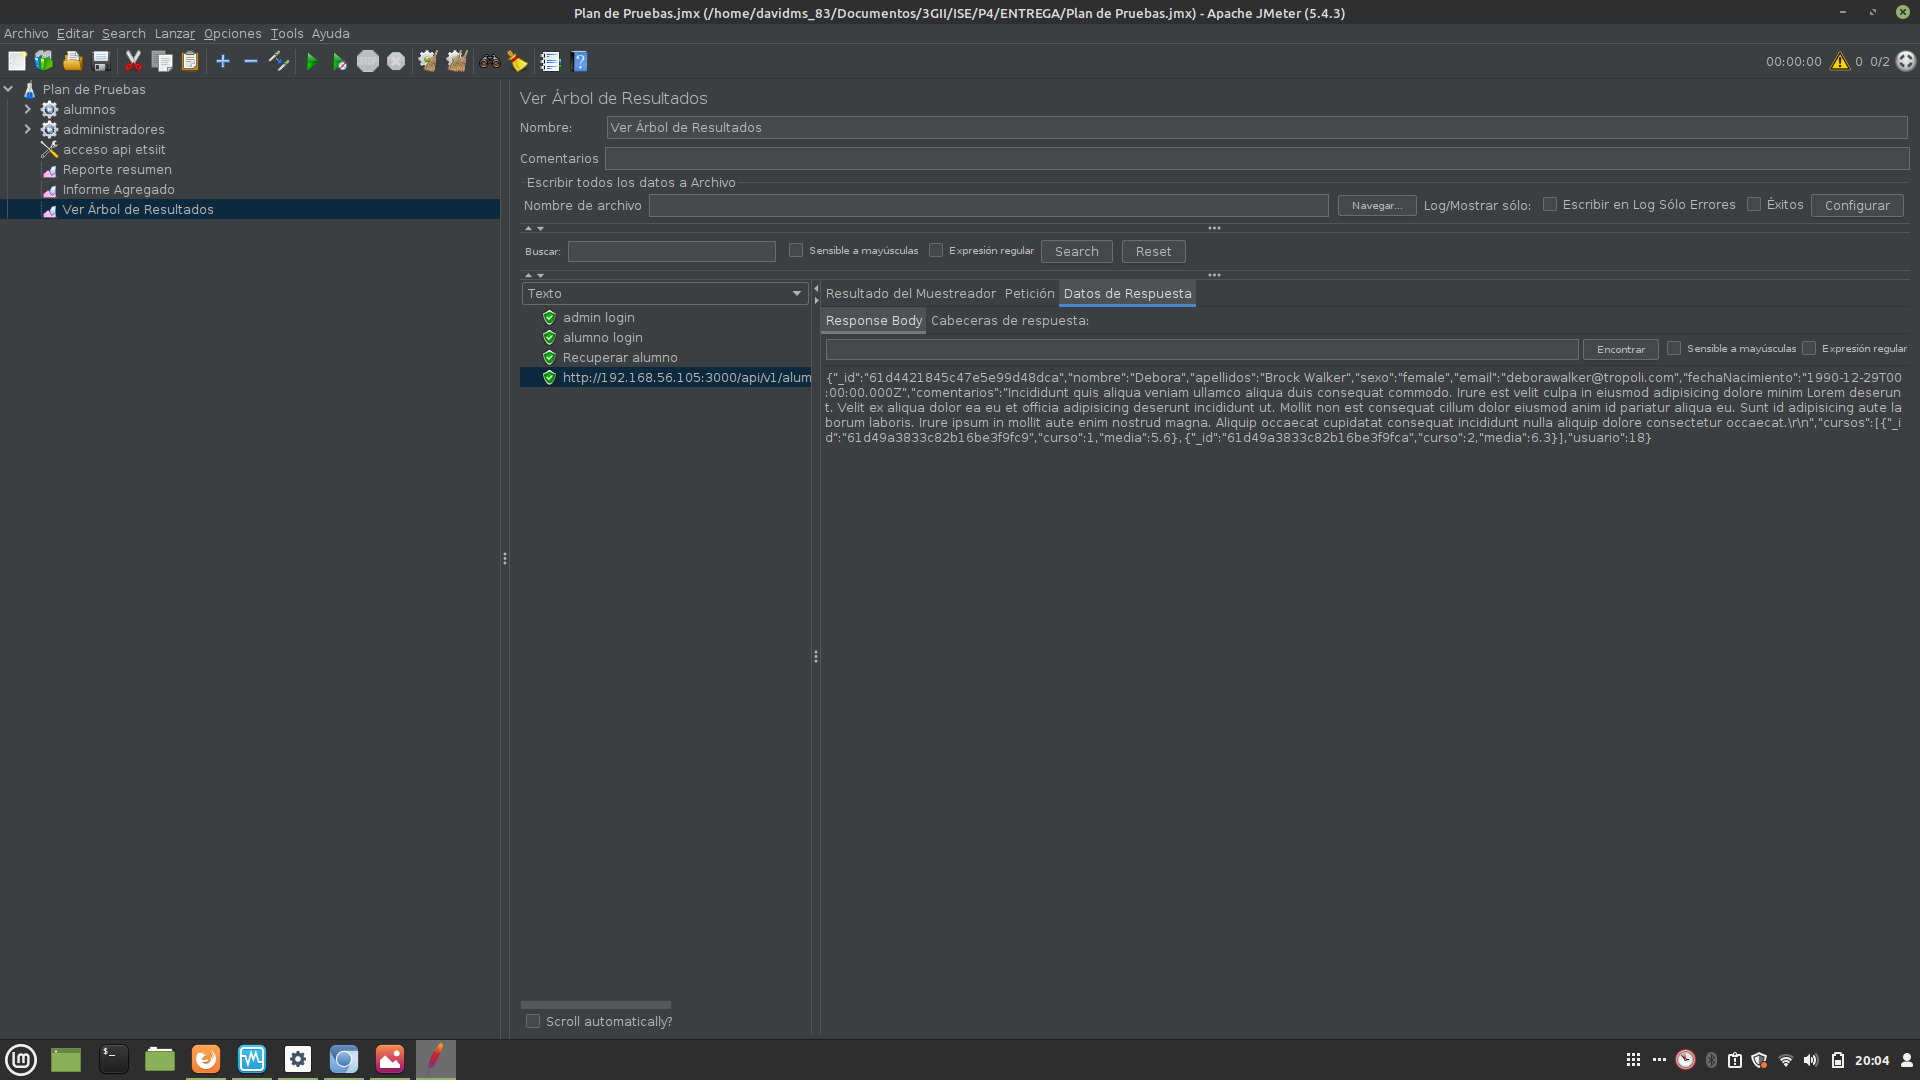 Plan de Pruebas.jmx (/home/davidms_83/Documentos/3GII/ISE/P4/ENTREGA/Plan de Pruebas.jmx) - Apache JMeter (5.4.3)
Archivo Editar Search Lanzar Opciones Tools Ayuda
00:00:00 0 0/2
Plan de Pruebas
alumnos
administradores
acceso api etsiit
Reporte resumen
Informe Agregado
Ver Árbol de Resultados
Ver Árbol de Resultados
Nombre: Ver Árbol de Resultados
Comentarios
Escribir todos los datos a Archivo
Nombre de archivo Navegar... Log/Mostrar sólo: Escribir en Log Sólo Errores Éxitos Configurar
Buscar: Sensible a mayúsculas Expresión regular Search Reset
Texto
admin login
alumno login
Recuperar alumno
http://192.168.56.105:3000/api/v1/alum
Scroll automatically?
Resultado del Muestreador Petición Datos de Respuesta
Response Body Cabeceras de respuesta:
Encontrar Sensible a mayúsculas Expresión regular
{"_id":"61d4421845c47e5e99d48dca","nombre":"Debora","apellidos":"Brock Walker","sexo":"female","email":"deborawalker@tropoli.com","fechaNacimiento":"1990-12-29T00
:00:00.000Z","comentarios":"Incididunt quis aliqua veniam ullamco aliqua duis consequat commodo. Irure est velit culpa in eiusmod adipisicing dolore minim Lorem deserun
t. Velit ex aliqua dolor ea eu et officia adipisicing deserunt incididunt ut. Mollit non est consequat cillum dolor eiusmod anim id pariatur aliqua eu. Sunt id adipisicing aute la
borum laboris. Irure ipsum in mollit aute enim nostrud magna. Aliquip occaecat cupidatat consequat incididunt nulla aliquip dolore consectetur occaecat.\r\n","cursos":[{"_i
d":"61d49a3833c82b16be3f9fc9","curso":1,"media":5.6},{"_id":"61d49a3833c82b16be3f9fca","curso":2,"media":6.3}],"usuario":18}
20:04